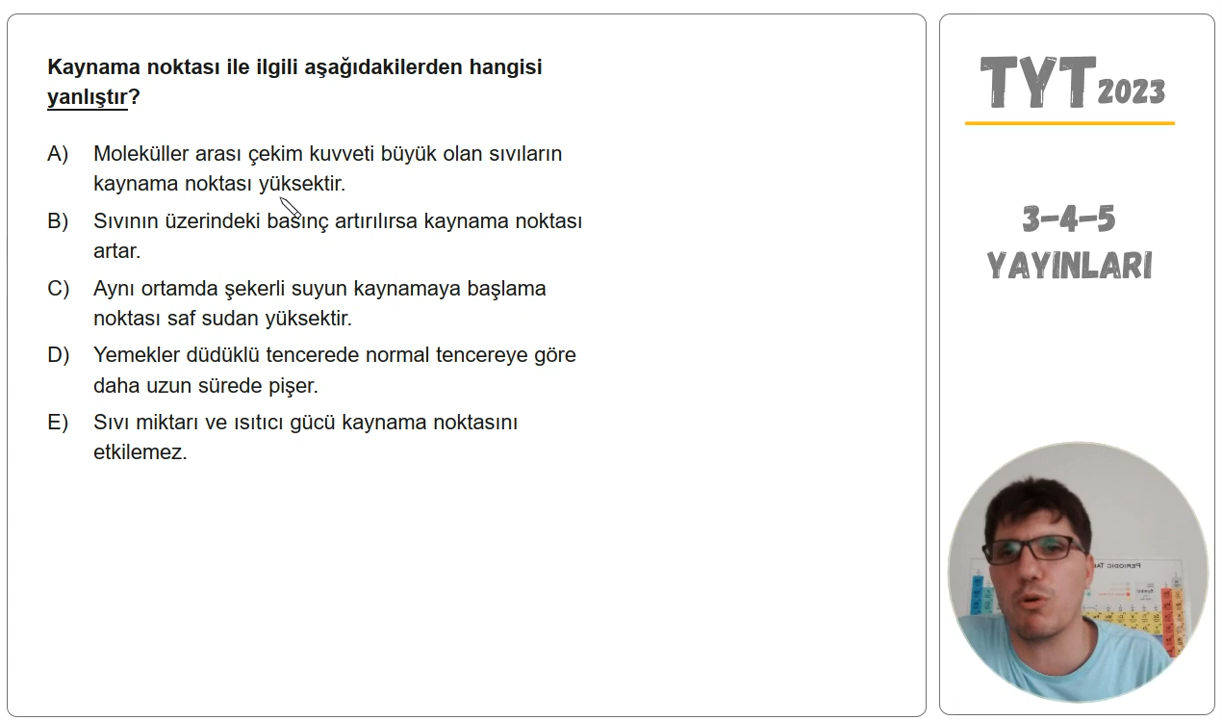 Kaynama noktası ile ilgili aşağıdakilerden hangisi
yanlıştır?
A) Moleküller arası çekim kuvveti büyük olan sıvıların
kaynama noktası yüksektir.
B) Sıvının üzerindeki basınç artırılırsa kaynama noktası
artar.
C) Aynı ortamda şekerli suyun kaynamaya başlama
noktası saf sudan yüksektir.
D) Yemekler düdüklü tencerede normal tencereye göre
daha uzun sürede pişer.
E) Sıvı miktarı ve ısıtıcı gücü kaynama noktasını
etkilemez.
TYT 2023
3-4-5
YAYINLARI